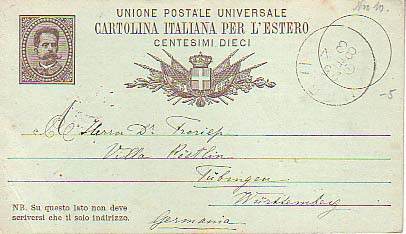 UNIONE POSTALE UNIVERSALE
CARTOLINA ITALIANA PER L'ESTERO
CENTESIMI DIECI
Herrn Dr. Froriep
Villa Köstlin
Tübingen
Württemberg
Germania
NB. Su questo lato non deve
scriversi che il solo indirizzo.